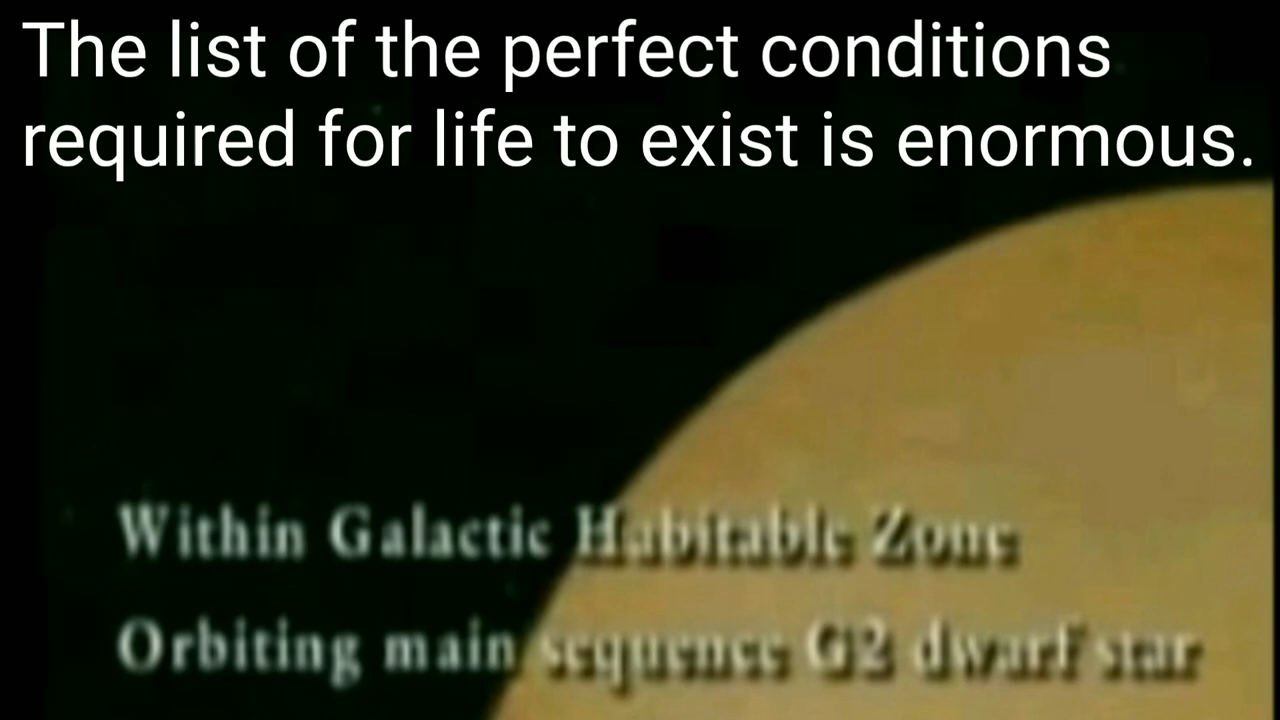 The list of the perfect conditions
required for life to exist is enormous.
Within Galactic Habitable Zone
Orbiting main sequence G2 dwarf star